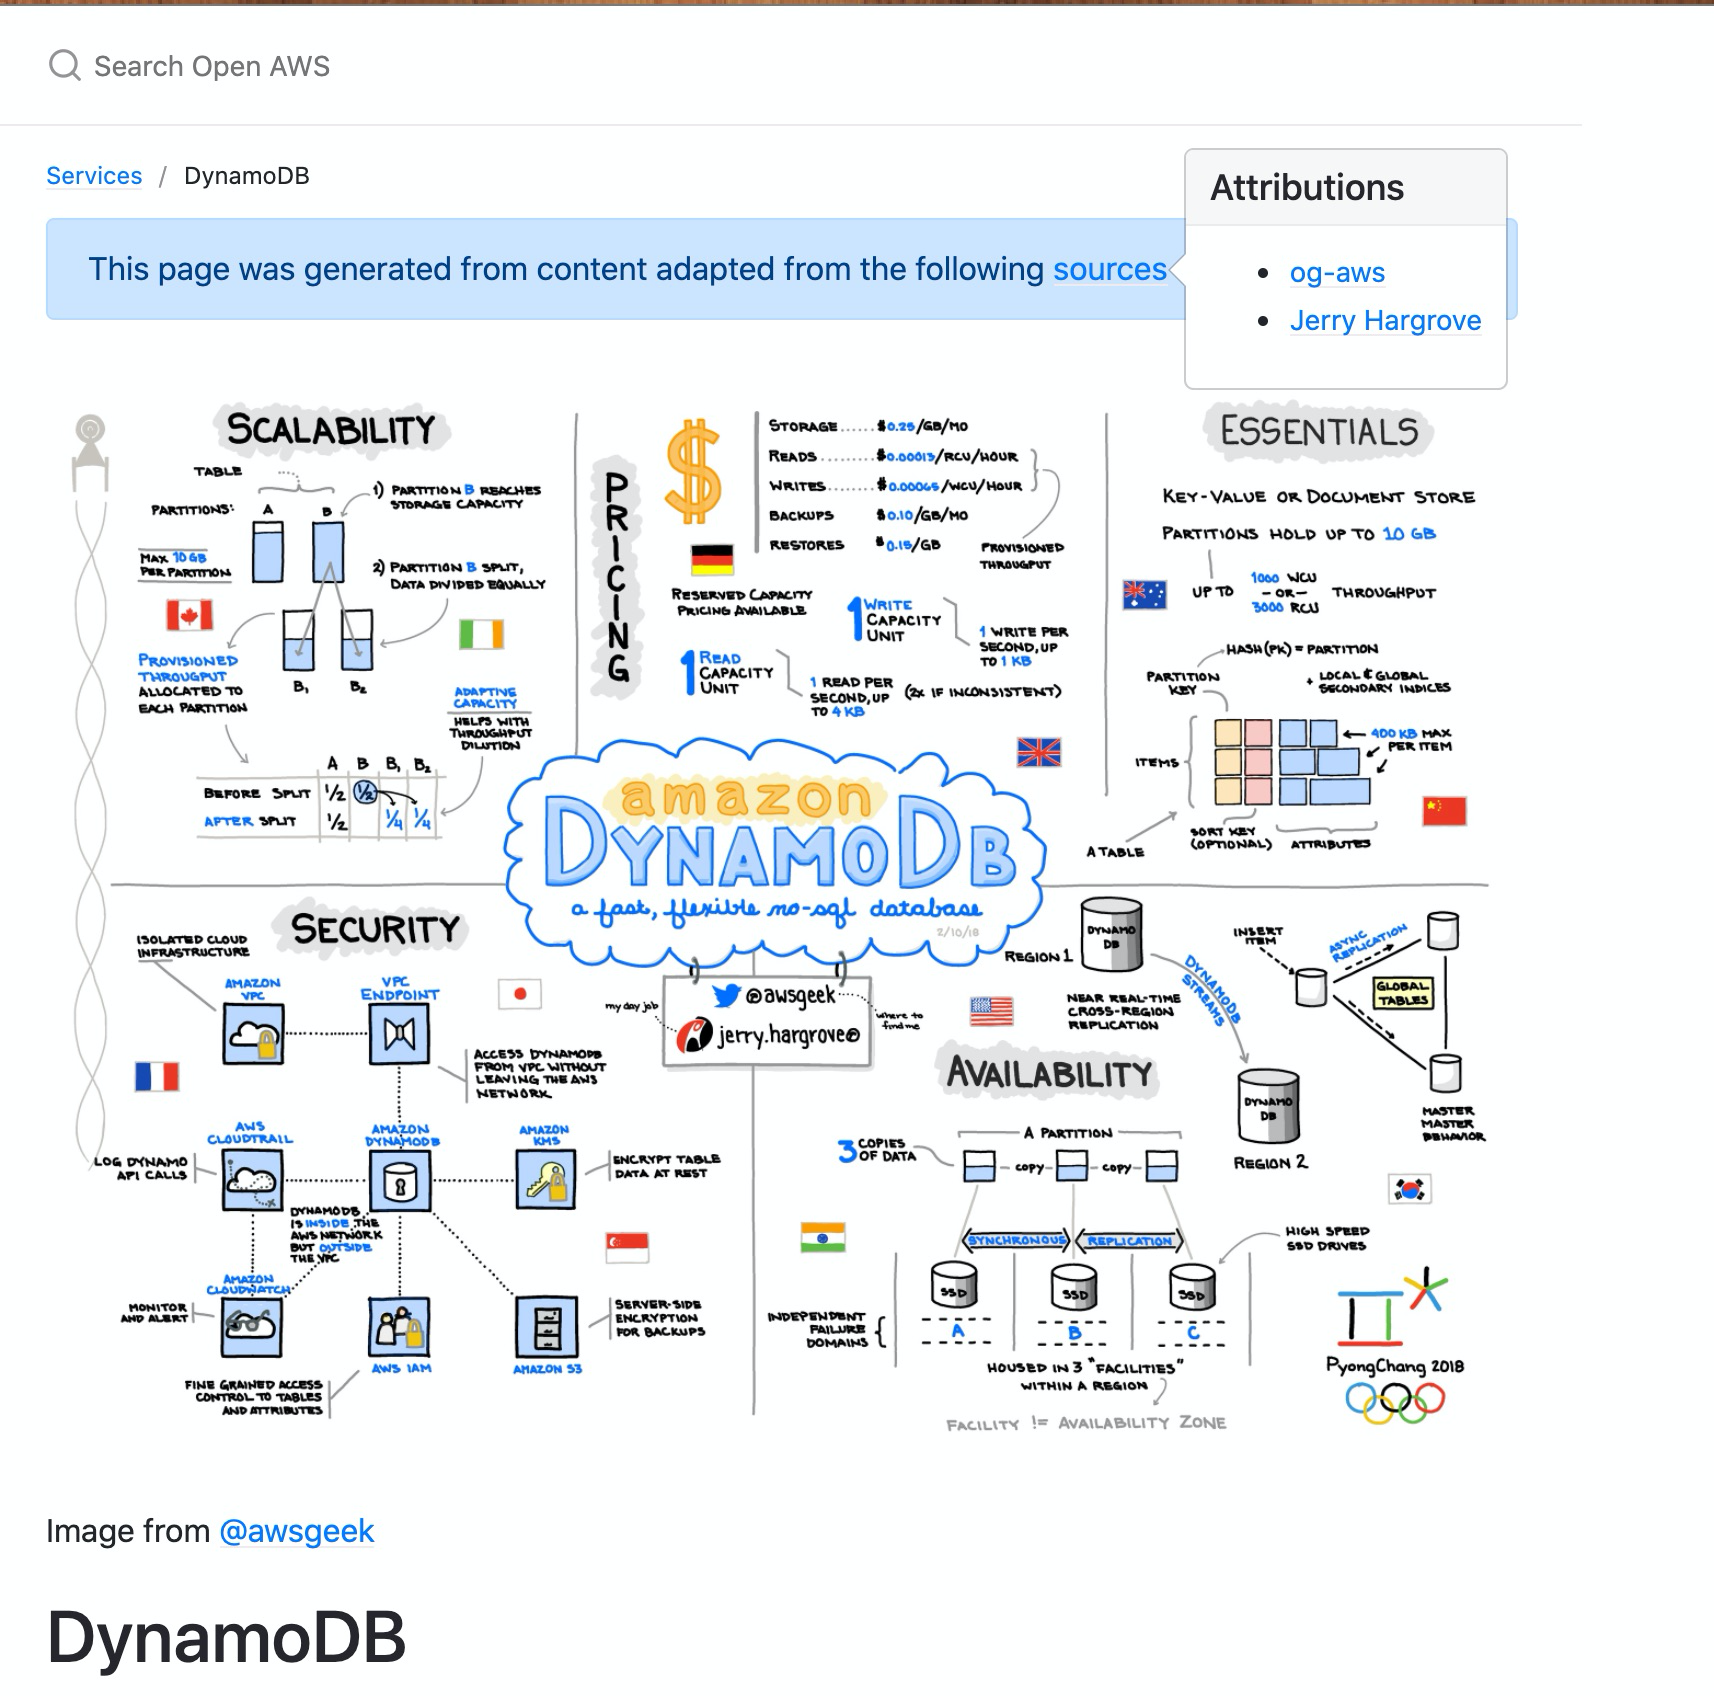 Search Open AWS
Services / DynamoDB
This page was generated from content adapted from the following sources
Attributions
og-aws
Jerry Hargrove
SCALABILITY
TABLE
PARTITIONS: A B
1) PARTITION B REACHES
STORAGE CAPACITY
MAX 10 GB
PER PARTITION
2) PARTITION B SPLIT,
DATA DIVIDED EQUALLY
PROVISIONED
THROUGHPUT
ALLOCATED TO
EACH PARTITION
B1 B2
ADAPTIVE
CAPACITY
HELPS WITH
THROUGHPUT
DILUTION
A B B1 B2
BEFORE SPLIT 1/2 1/2
AFTER SPLIT 1/2 1/4 1/4
PRICING
$
STORAGE...... $0.25/GB/MO
READS......... $0.00013/RCU/HOUR
WRITES....... $0.00065/WCU/HOUR
BACKUPS $0.10/GB/MO
RESTORES $0.15/GB
PROVISIONED
THROUGHPUT
RESERVED CAPACITY
PRICING AVAILABLE
1 WRITE
CAPACITY
UNIT
1 WRITE PER
SECOND, UP
TO 1 KB
1 READ
CAPACITY
UNIT
1 READ PER
SECOND, UP
TO 4 KB
(2X IF INCONSISTENT)
ESSENTIALS
KEY-VALUE OR DOCUMENT STORE
PARTITIONS HOLD UP TO 10 GB
UP TO 1000 WCU
-OR-
3000 RCU
THROUGHPUT
HASH(PK) = PARTITION
PARTITION
KEY
+ LOCAL & GLOBAL
SECONDARY INDICES
400 KB MAX
PER ITEM
ITEMS
SORT KEY
(OPTIONAL)
ATTRIBUTES
A TABLE
amazon
DYNAMODB
a fast, flexible no-sql database
2/10/18
my day job
@awsgeek
jerry.hargrove@
where to
find me
SECURITY
ISOLATED CLOUD
INFRASTRUCTURE
AMAZON
VPC
VPC
ENDPOINT
ACCESS DYNAMODB
FROM VPC WITHOUT
LEAVING THE AWS
NETWORK
AWS
CLOUDTRAIL
AMAZON
DYNAMODB
AMAZON
KMS
LOG DYNAMO
API CALLS
ENCRYPT TABLE
DATA AT REST
DYNAMODB
IS INSIDE THE
AWS NETWORK
BUT OUTSIDE
THE VPC
AMAZON
CLOUDWATCH
MONITOR
AND ALERT
SERVER-SIDE
ENCRYPTION
FOR BACKUPS
AWS IAM
AMAZON S3
FINE GRAINED ACCESS
CONTROL TO TABLES
AND ATTRIBUTES
REGION 1
DYNAMO
DB
DYNAMODB
STREAMS
NEAR REAL-TIME
CROSS-REGION
REPLICATION
INSERT
ITEM
ASYNC
REPLICATION
GLOBAL
TABLES
MASTER
MASTER
BEHAVIOR
DYNAMO
DB
REGION 2
AVAILABILITY
A PARTITION
3 COPIES
OF DATA
COPY COPY
SYNCHRONOUS REPLICATION
HIGH SPEED
SSD DRIVES
SSD SSD SSD
INDEPENDENT
FAILURE
DOMAINS
A B C
HOUSED IN 3 "FACILITIES"
WITHIN A REGION
FACILITY != AVAILABILITY ZONE
PyongChang 2018
Image from @awsgeek
DynamoDB